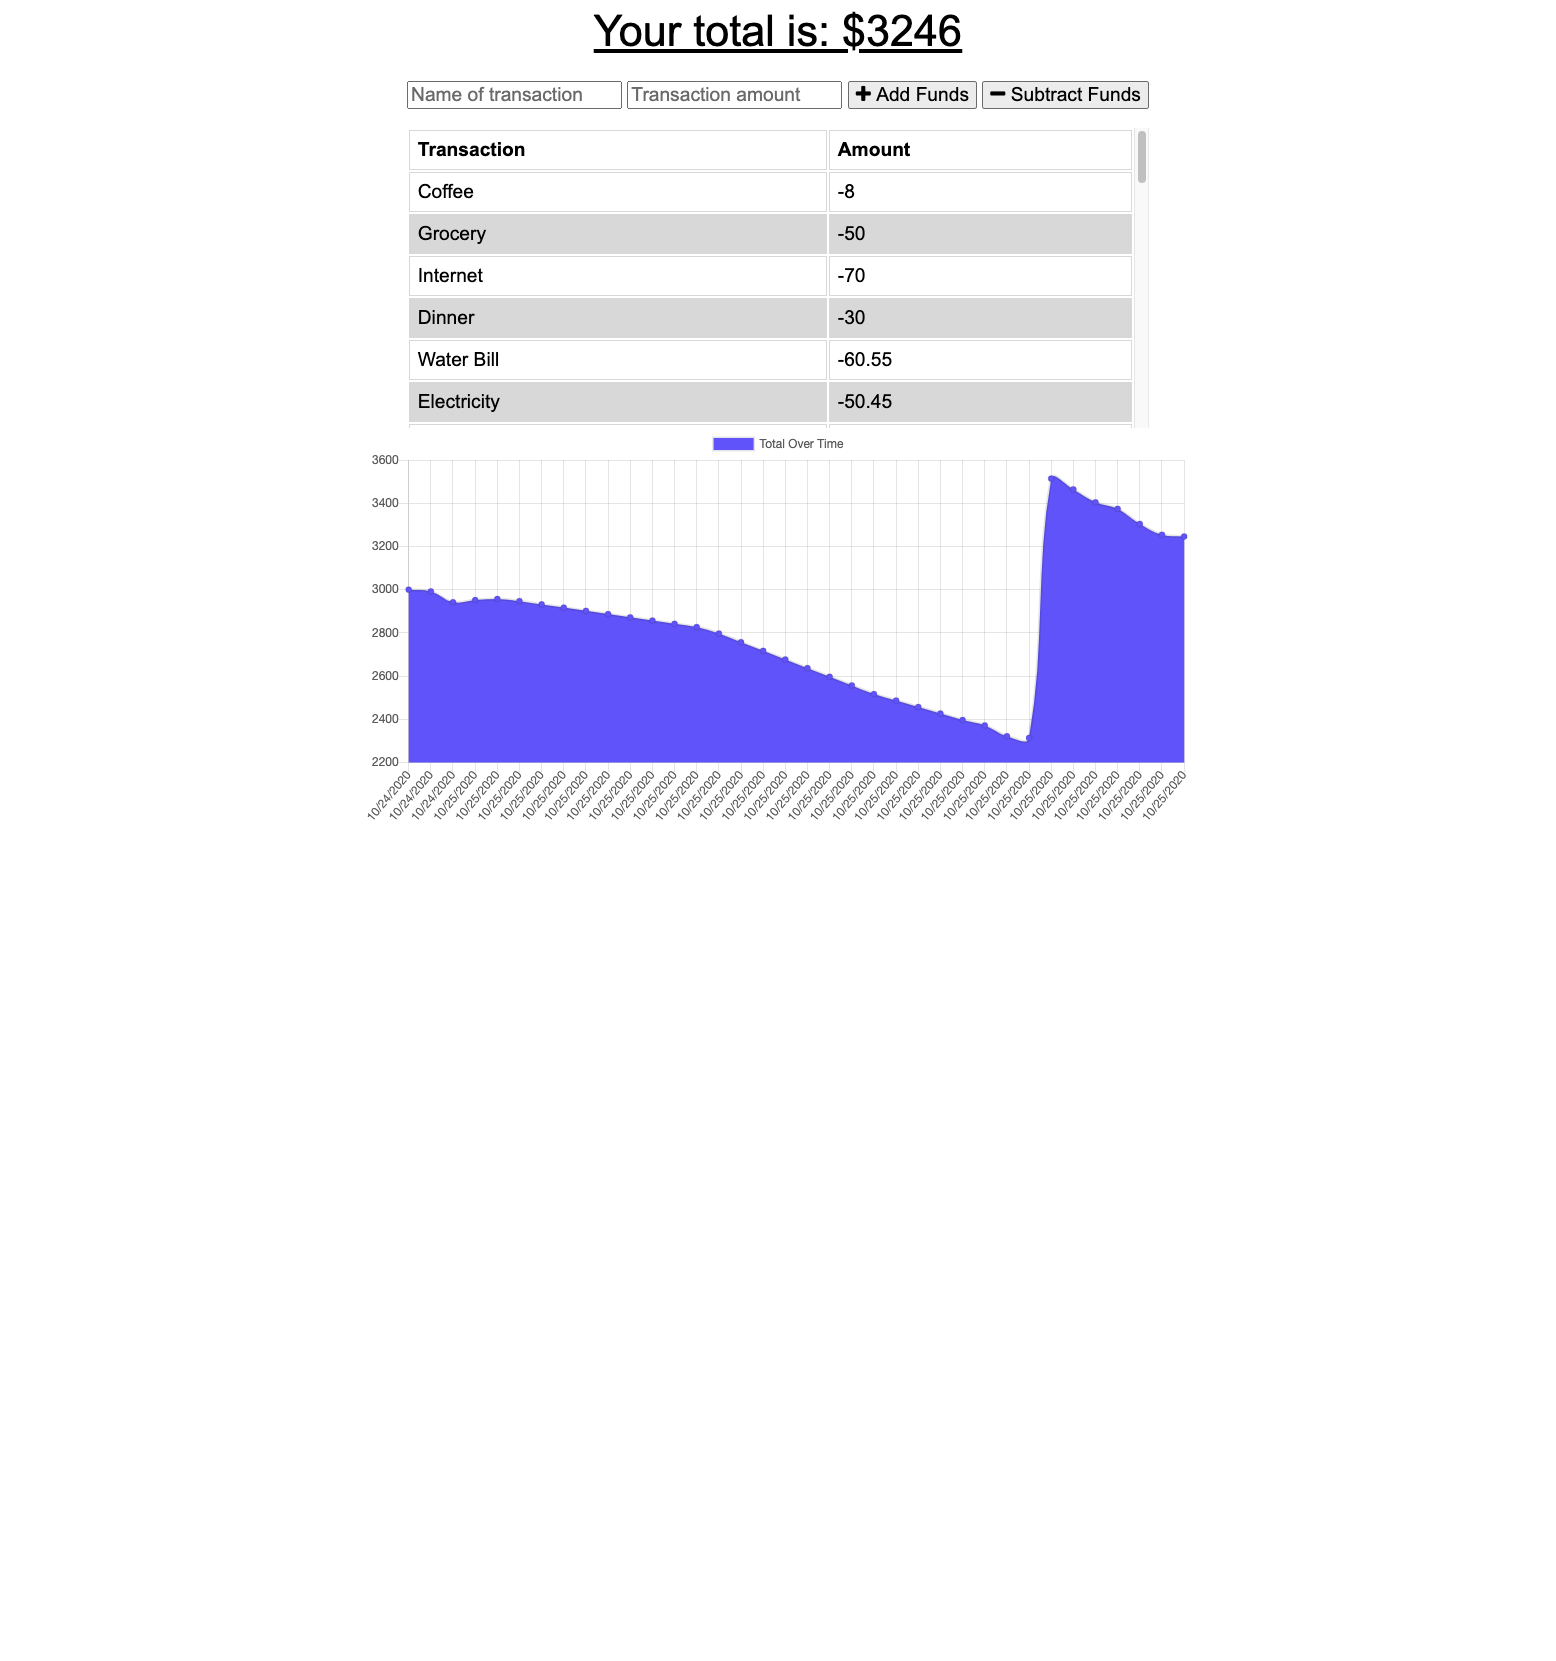 Your total is: $3246
Name of transaction Transaction amount Add Funds Subtract Funds
Transaction Amount
Coffee -8
Grocery -50
Internet -70
Dinner -30
Water Bill -60.55
Electricity -50.45
Total Over Time
3600
3400
3200
3000
2800
2600
2400
2200
10/24/2020 10/24/2020 10/24/2020 10/25/2020 10/25/2020 10/25/2020 10/25/2020 10/25/2020 10/25/2020 10/25/2020 10/25/2020 10/25/2020 10/25/2020 10/25/2020 10/25/2020 10/25/2020 10/25/2020 10/25/2020 10/25/2020 10/25/2020 10/25/2020 10/25/2020 10/25/2020 10/25/2020 10/25/2020 10/25/2020 10/25/2020 10/25/2020 10/25/2020 10/25/2020 10/25/2020 10/25/2020 10/25/2020 10/25/2020 10/25/2020 10/25/2020